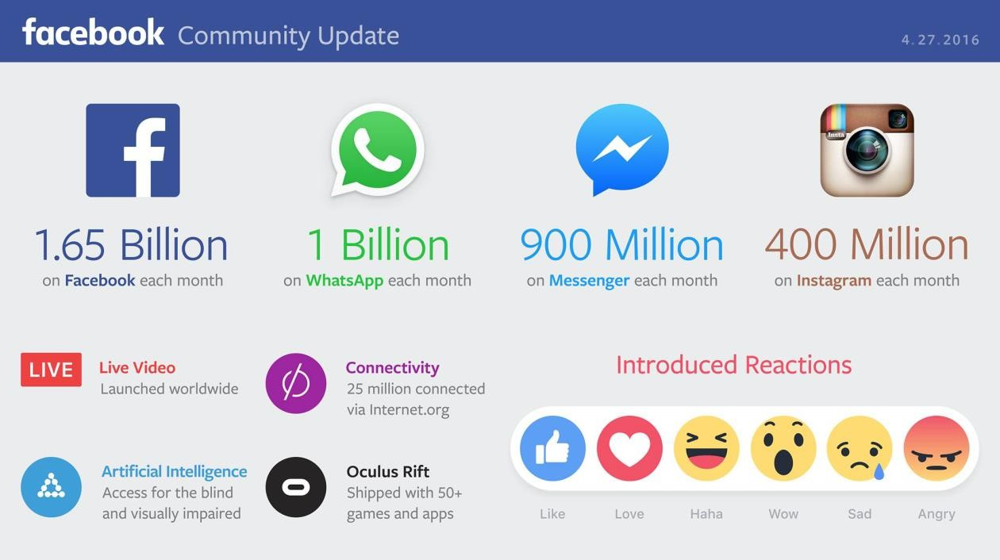 facebook Community Update
4.27.2016
Insta
1.65 Billion
on Facebook each month
1 Billion
on WhatsApp each month
900 Million
on Messenger each month
400 Million
on Instagram each month
LIVE
Live Video
Launched worldwide
Connectivity
25 million connected
via Internet.org
Artificial Intelligence
Access for the blind
and visually impaired
Oculus Rift
Shipped with 50+
games and apps
Introduced Reactions
Like
Love
Haha
Wow
Sad
Angry